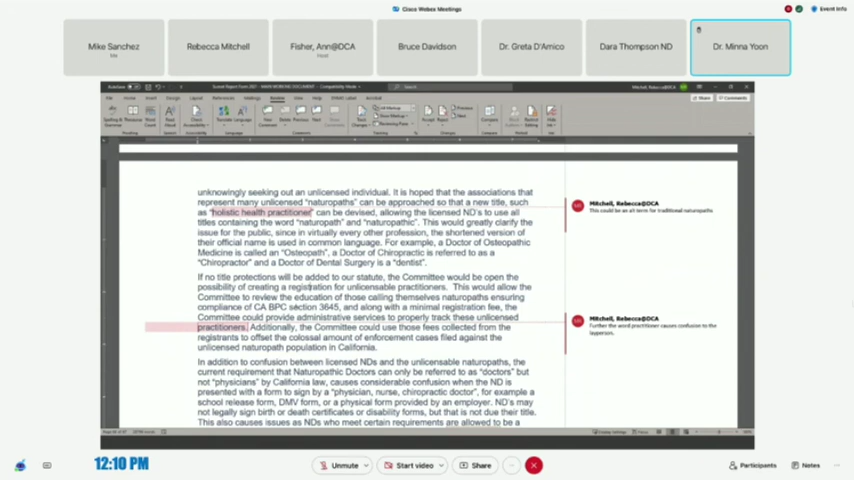 Cisco Webex Meetings
Event Info
Mike Sanchez
Me
Rebecca Mitchell
Fisher, Ann@DCA
Host
Bruce Davidson
Dr. Greta D'Amico
Dara Thompson ND
Dr. Minna Yoon
Mitchell, Rebecca@DCA
Share
Comments
unknowingly seeking out an unlicensed individual. It is hoped that the associations that
represent many unlicensed "naturopaths" can be approached so that a new title, such
as "holistic health practitioner" can be devised, allowing the licensed ND's to use all
titles containing the word "naturopath" and "naturopathic". This would greatly clarify the
issue for the public, since in virtually every other profession, the shortened version of
their official name is used in common language. For example, a Doctor of Osteopathic
Medicine is called an "Osteopath", a Doctor of Chiropractic is referred to as a
"Chiropractor" and a Doctor of Dental Surgery is a "dentist".
Mitchell, Rebecca@DCA
This could be an alt term for traditional naturopaths
If no title protections will be added to our statute, the Committee would be open the
possibility of creating a registration for unlicensable practitioners. This would allow the
Committee to review the education of those calling themselves naturopaths ensuring
compliance of CA BPC section 3645, and along with a minimal registration fee, the
Committee could provide administrative services to properly track these unlicensed
practitioners. Additionally, the Committee could use those fees collected from the
registrants to offset the colossal amount of enforcement cases filed against the
unlicensed naturopath population in California.
Mitchell, Rebecca@DCA
Further the word practitioner causes confusion to the
layperson.
In addition to confusion between licensed NDs and the unlicensable naturopaths, the
current requirement that Naturopathic Doctors can only be referred to as "doctors" but
not "physicians" by California law, causes considerable confusion when the ND is
presented with a form to sign by a "physician, nurse, chiropractic doctor", for example a
school release form, DMV form, or a physical form provided by an employer. ND's may
not legally sign birth or death certificates or disability forms, but that is not due their title.
This also causes issues as NDs who meet certain requirements are allowed to be a
12:10 PM
Unmute
Start video
Share
Participants
Notes